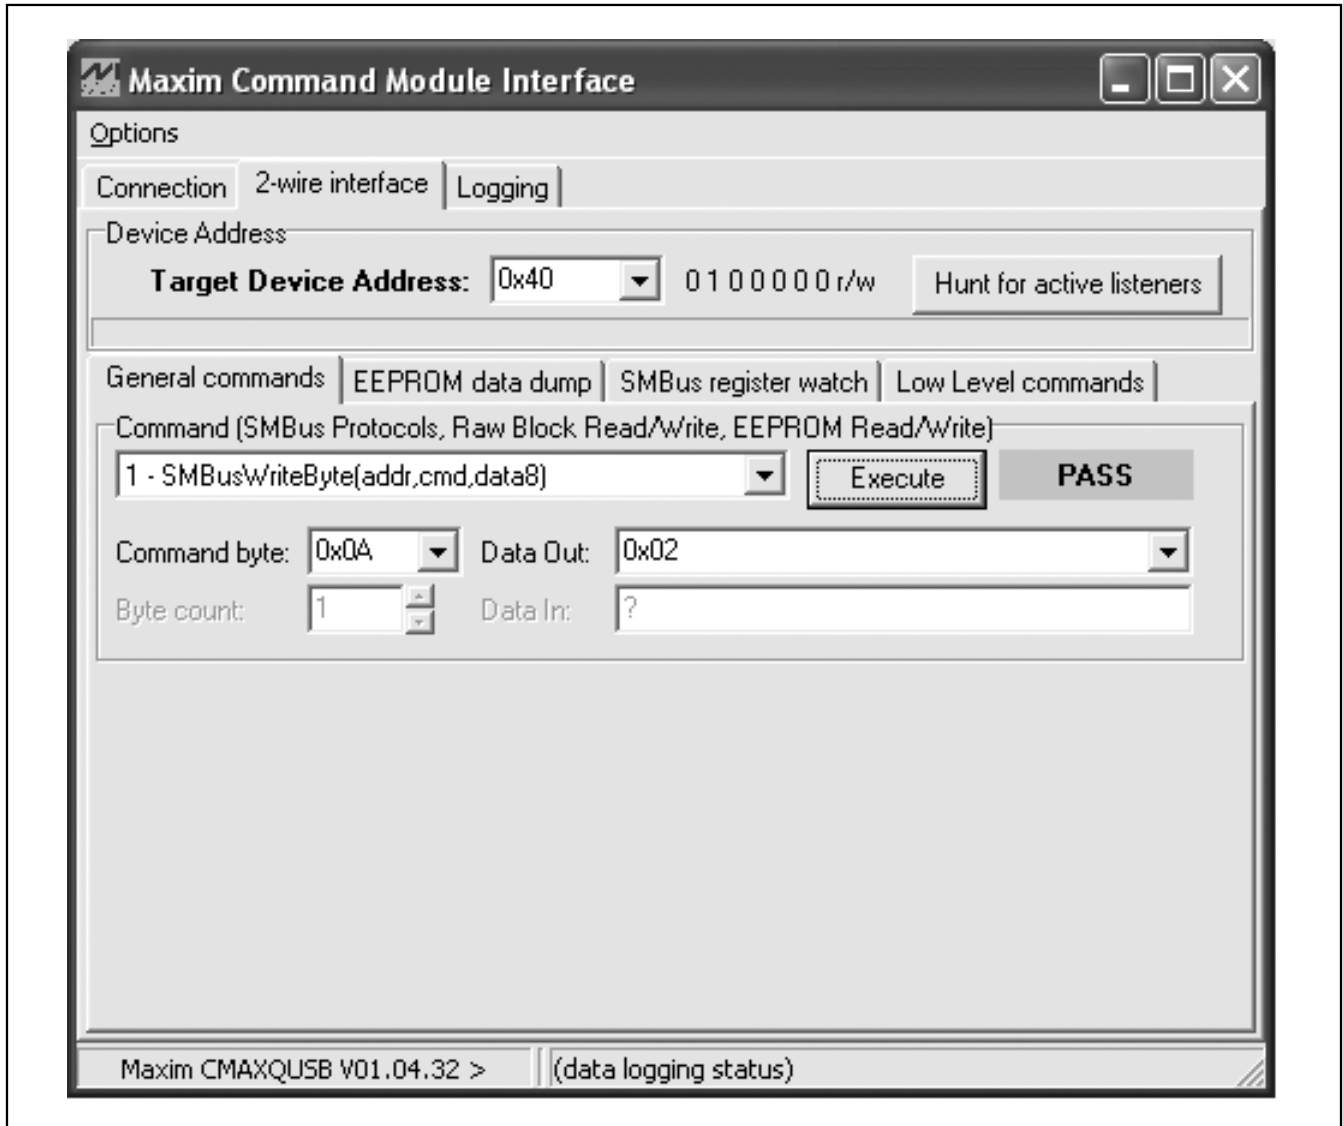 Maxim Command Module Interface
Options
Connection 2-wire interface Logging
Device Address
Target Device Address: 0x40 0 1 0 0 0 0 0 r/w Hunt for active listeners
General commands EEPROM data dump SMBus register watch Low Level commands
Command (SMBus Protocols, Raw Block Read/Write, EEPROM Read/Write)
1 - SMBusWriteByte(addr,cmd,data8) Execute PASS
Command byte: 0x0A Data Out: 0x02
Byte count: 1 Data In: ?
Maxim CMAXQUSB V01.04.32 > (data logging status)